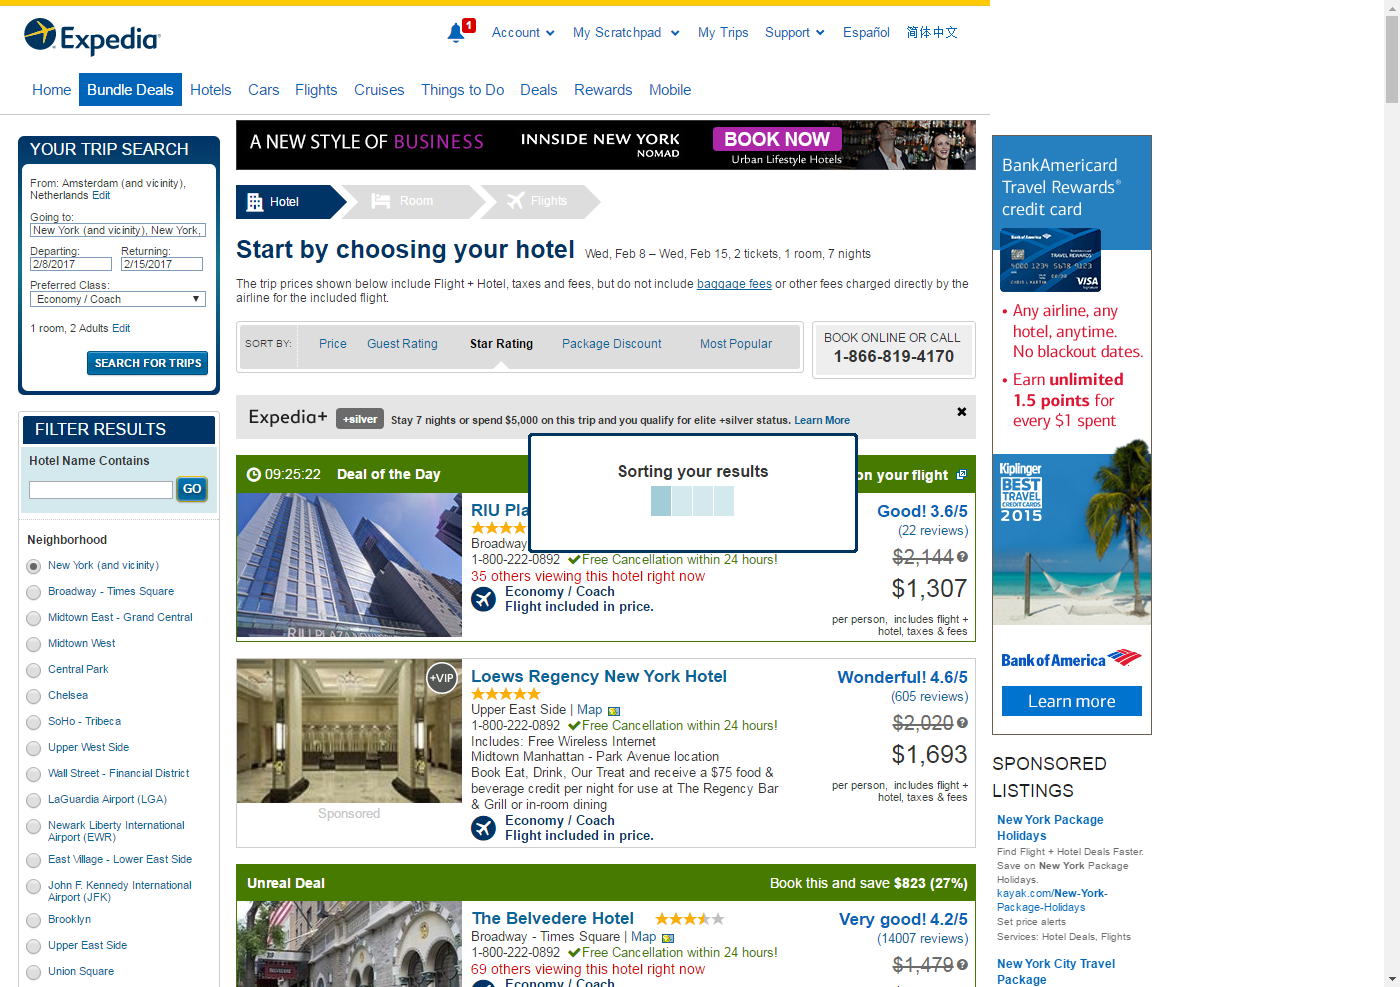 1
Account
My Scratchpad
My Trips
Support
Español
简体中文
Expedia
Home
Bundle Deals
Hotels
Cars
Flights
Cruises
Things to Do
Deals
Rewards
Mobile
YOUR TRIP SEARCH
From: Amsterdam (and vicinity),
Netherlands Edit
Going to:
New York (and vicinity), New York,
Departing:
Returning:
2/8/2017
2/15/2017
Preferred Class:
Economy / Coach
1 room, 2 Adults Edit
SEARCH FOR TRIPS
FILTER RESULTS
Hotel Name Contains
GO
Neighborhood
New York (and vicinity)
Broadway - Times Square
Midtown East - Grand Central
Midtown West
Central Park
Chelsea
SoHo - Tribeca
Upper West Side
Wall Street - Financial District
LaGuardia Airport (LGA)
Newark Liberty International
Airport (EWR)
East Village - Lower East Side
John F. Kennedy International
Airport (JFK)
Brooklyn
Upper East Side
Union Square
A NEW STYLE OF BUSINESS
INNSIDE NEW YORK
NOMAD
BOOK NOW
Urban Lifestyle Hotels
Hotel
Room
Flights
Start by choosing your hotel
Wed, Feb 8 – Wed, Feb 15, 2 tickets, 1 room, 7 nights
The trip prices shown below include Flight + Hotel, taxes and fees, but do not include baggage fees or other fees charged directly by the
airline for the included flight.
SORT BY:
Price
Guest Rating
Star Rating
Package Discount
Most Popular
BOOK ONLINE OR CALL
1-866-819-4170
Expedia+
+silver
Stay 7 nights or spend $5,000 on this trip and you qualify for elite +silver status. Learn More
Sorting your results
09:25:22
Deal of the Day
on your flight
RIU Pla
Broadway
1-800-222-0892
Free Cancellation within 24 hours!
35 others viewing this hotel right now
Economy / Coach
Flight included in price.
Good! 3.6/5
(22 reviews)
$2,144
$1,307
per person, includes flight +
hotel, taxes & fees
RIU PLAZA
+VIP
Sponsored
Loews Regency New York Hotel
Upper East Side | Map
1-800-222-0892
Free Cancellation within 24 hours!
Includes: Free Wireless Internet
Midtown Manhattan - Park Avenue location
Book Eat, Drink, Our Treat and receive a $75 food &
beverage credit per night for use at The Regency Bar
& Grill or in-room dining
Economy / Coach
Flight included in price.
Wonderful! 4.6/5
(605 reviews)
$2,020
$1,693
per person, includes flight +
hotel, taxes & fees
Unreal Deal
Book this and save $823 (27%)
The Belvedere Hotel
Broadway - Times Square | Map
1-800-222-0892
Free Cancellation within 24 hours!
69 others viewing this hotel right now
Economy / Coach
Very good! 4.2/5
(14007 reviews)
$1,479
BankAmericard
Travel Rewards®
credit card
Bank of America
TRAVEL REWARDS
4000 1234 5678 9123
CHRIS L MARTIN
VISA
• Any airline, any
hotel, anytime.
No blackout dates.
• Earn unlimited
1.5 points for
every $1 spent
Kiplinger
BEST
TRAVEL
CREDIT CARDS
2015
Bank of America
Learn more
SPONSORED
LISTINGS
New York Package
Holidays
Find Flight + Hotel Deals Faster.
Save on New York Package
Holidays.
kayak.com/New-York-
Package-Holidays
Set price alerts
Services: Hotel Deals, Flights
New York City Travel
Package